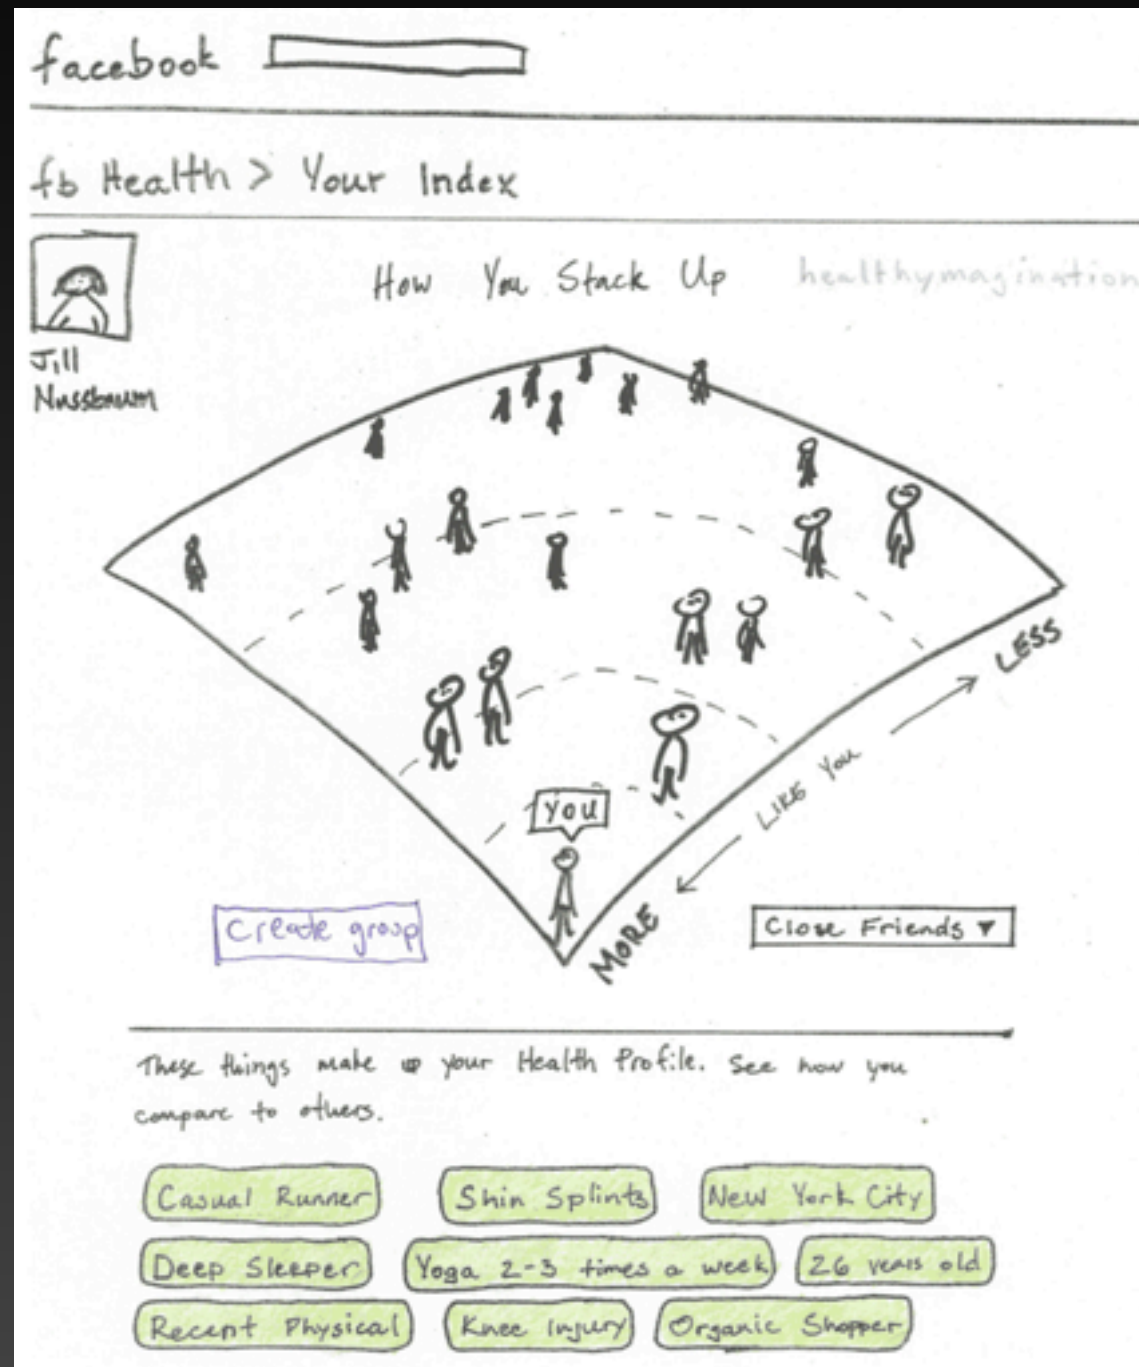 facebook
fb Health > Your Index
How You Stack Up
healthymagination
Jill
Nussbaum
LESS
LIKE YOU
MORE
you
Create group
Close Friends ▼
These things make up your Health Profile. See how you
compare to others.
Casual Runner
Shin Splints
New York City
Deep Sleeper
Yoga 2-3 times a week
26 years old
Recent Physical
Knee Injury
Organic Shopper